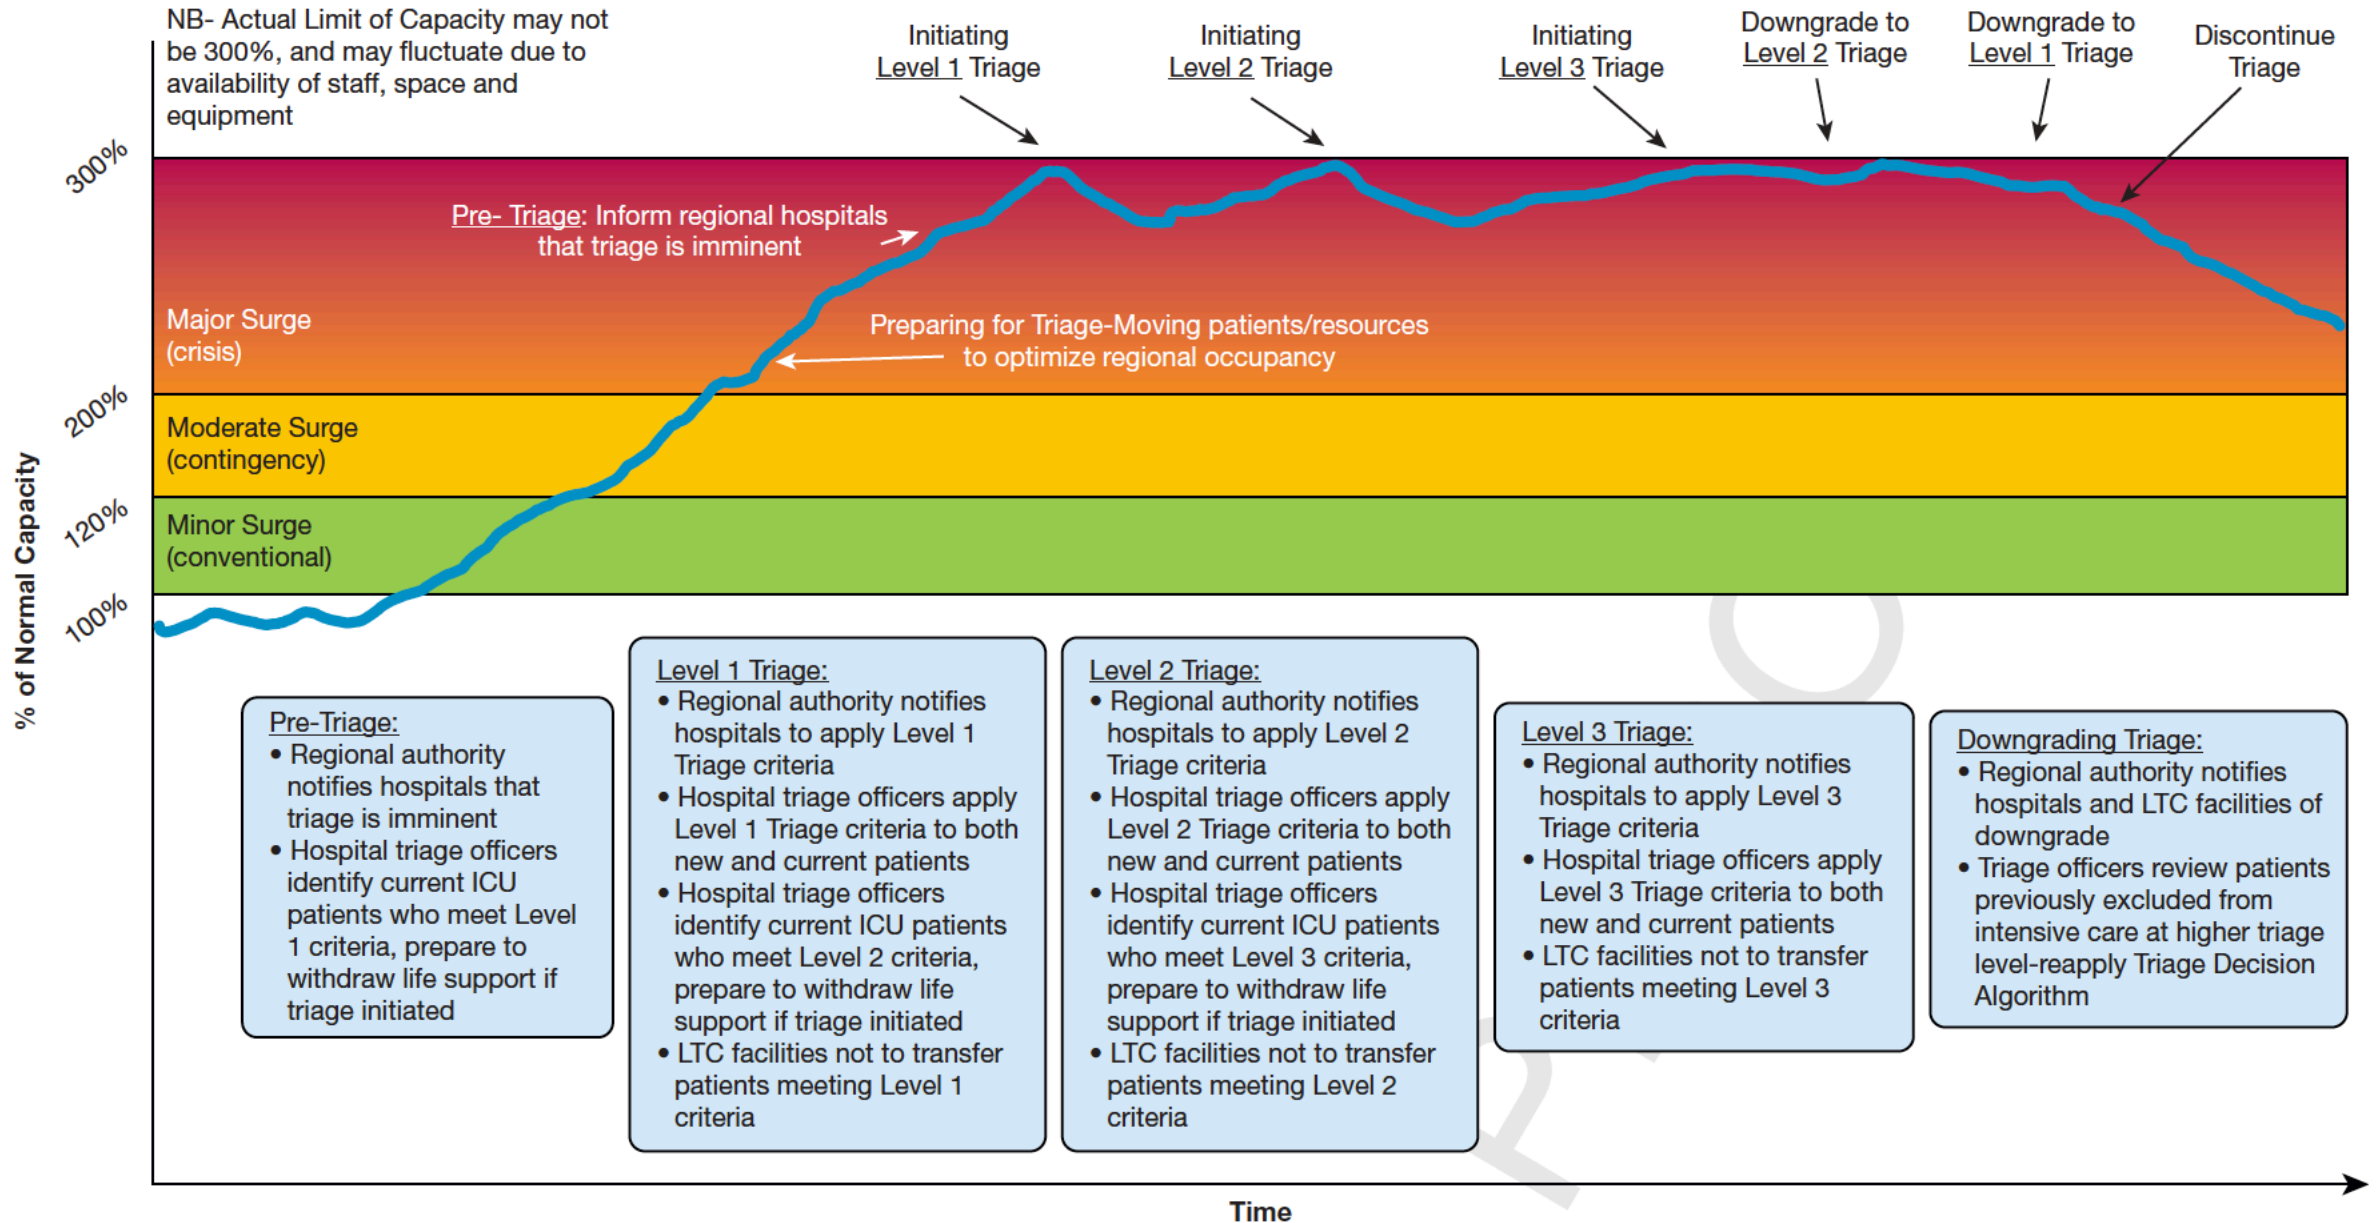 NB- Actual Limit of Capacity may not
be 300%, and may fluctuate due to
availability of staff, space and
equipment
Initiating
Level 1 Triage
Initiating
Level 2 Triage
Initiating
Level 3 Triage
Downgrade to
Level 2 Triage
Downgrade to
Level 1 Triage
Discontinue
Triage
300%
Pre- Triage: Inform regional hospitals
that triage is imminent
Major Surge
(crisis)
Preparing for Triage-Moving patients/resources
to optimize regional occupancy
200%
Moderate Surge
(contingency)
120%
Minor Surge
(conventional)
100%
% of Normal Capacity
Pre-Triage:
• Regional authority
notifies hospitals that
triage is imminent
• Hospital triage officers
identify current ICU
patients who meet Level
1 criteria, prepare to
withdraw life support if
triage initiated
Level 1 Triage:
• Regional authority notifies
hospitals to apply Level 1
Triage criteria
• Hospital triage officers apply
Level 1 Triage criteria to both
new and current patients
• Hospital triage officers
identify current ICU patients
who meet Level 2 criteria,
prepare to withdraw life
support if triage initiated
• LTC facilities not to transfer
patients meeting Level 1
criteria
Level 2 Triage:
• Regional authority notifies
hospitals to apply Level 2
Triage criteria
• Hospital triage officers apply
Level 2 Triage criteria to both
new and current patients
• Hospital triage officers
identify current ICU patients
who meet Level 3 criteria,
prepare to withdraw life
support if triage initiated
• LTC facilities not to transfer
patients meeting Level 2
criteria
Level 3 Triage:
• Regional authority notifies
hospitals to apply Level 3
Triage criteria
• Hospital triage officers apply
Level 3 Triage criteria to both
new and current patients
• LTC facilities not to transfer
patients meeting Level 3
criteria
Downgrading Triage:
• Regional authority notifies
hospitals and LTC facilities of
downgrade
• Triage officers review patients
previously excluded from
intensive care at higher triage
level-reapply Triage Decision
Algorithm
Time